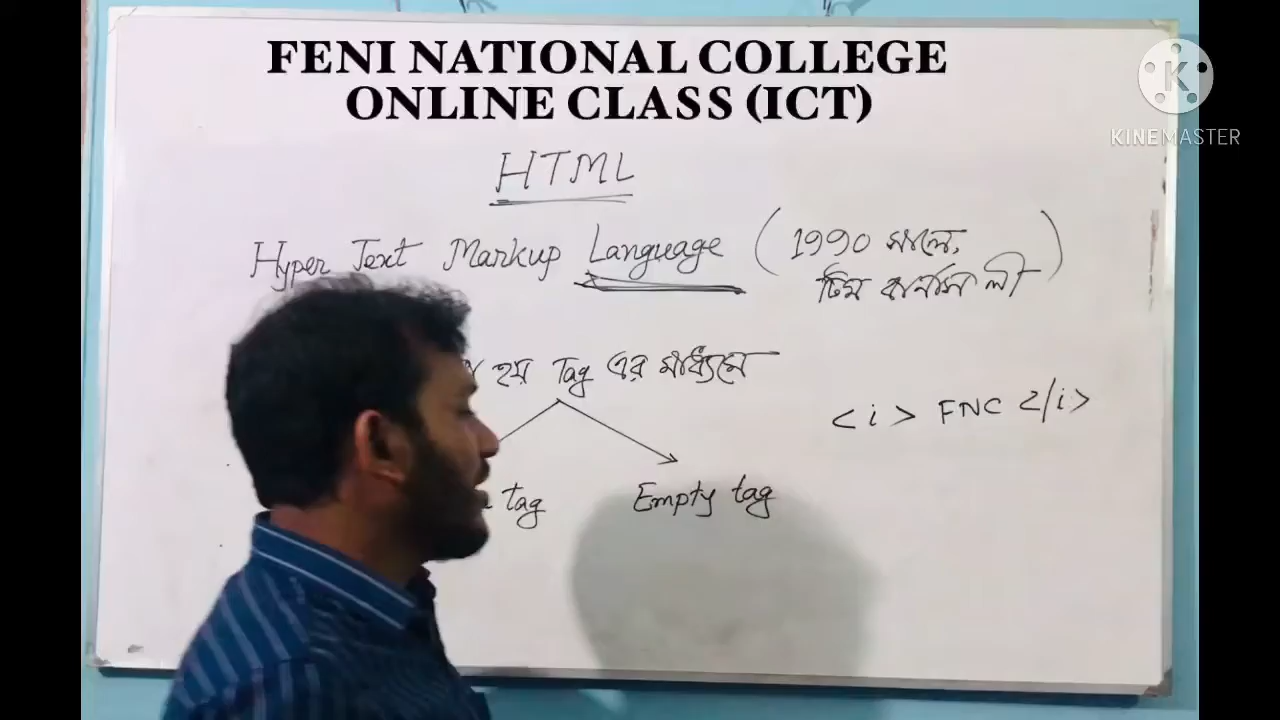 FENI NATIONAL COLLEGE
ONLINE CLASS (ICT)
KINEMASTER
HTML
Hyper Text Markup Language (1990 সালে,
টিম বার্নার্স লী)
হয় Tag এর মাধ্যমে
<i> FNC </i>
tag
Empty tag